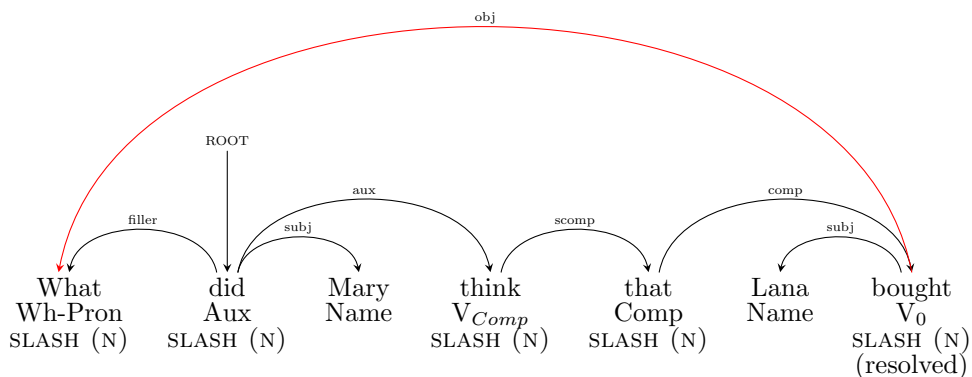 obj
ROOT
aux comp
filler subj scomp subj
What did Mary think that Lana bought
Wh-Pron Aux Name V_Comp Comp Name V_0
SLASH (N) SLASH (N) SLASH (N) SLASH (N) SLASH (N)
(resolved)